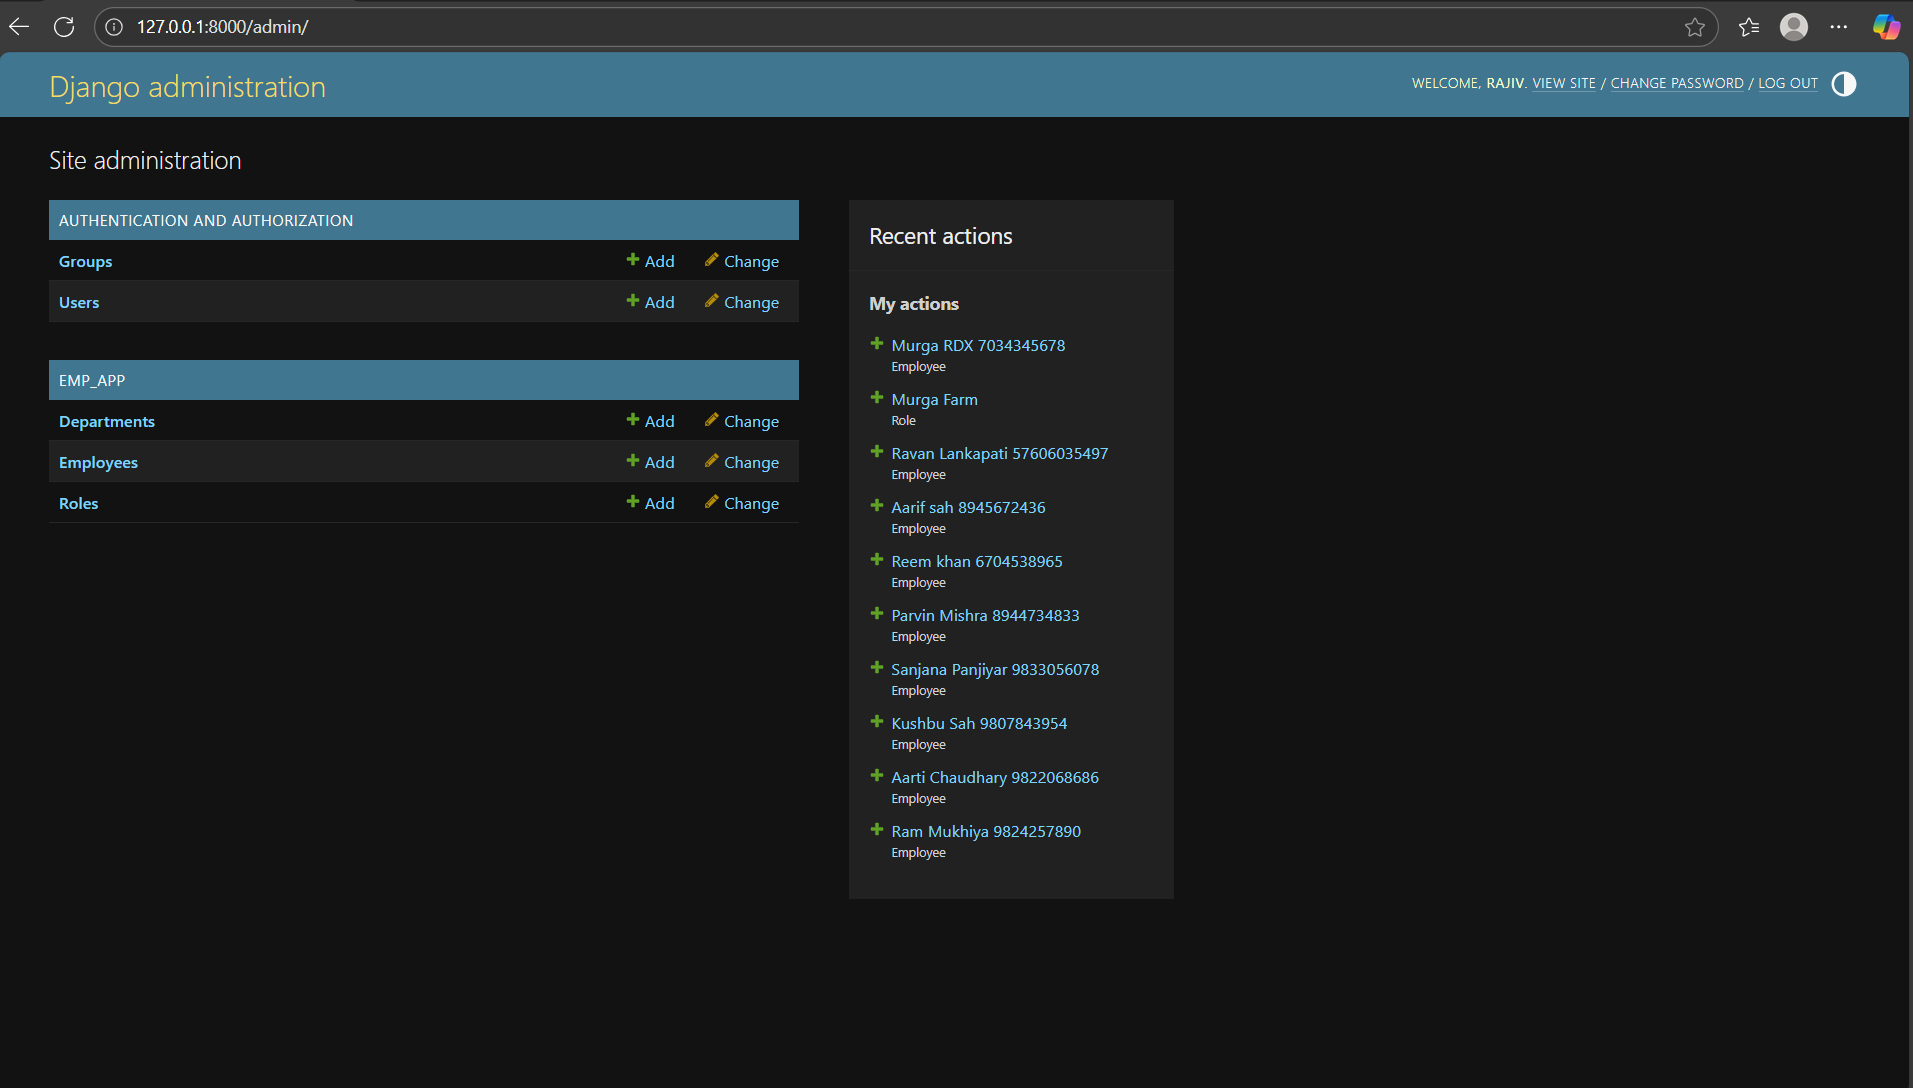 127.0.0.1:8000/admin/
Django administration
WELCOME, RAJIV. VIEW SITE / CHANGE PASSWORD / LOG OUT
Site administration
AUTHENTICATION AND AUTHORIZATION
Groups Add Change
Users Add Change
EMP_APP
Departments Add Change
Employees Add Change
Roles Add Change
Recent actions
My actions
Murga RDX 7034345678
Employee
Murga Farm
Role
Ravan Lankapati 57606035497
Employee
Aarif sah 8945672436
Employee
Reem khan 6704538965
Employee
Parvin Mishra 8944734833
Employee
Sanjana Panjiyar 9833056078
Employee
Kushbu Sah 9807843954
Employee
Aarti Chaudhary 9822068686
Employee
Ram Mukhiya 9824257890
Employee